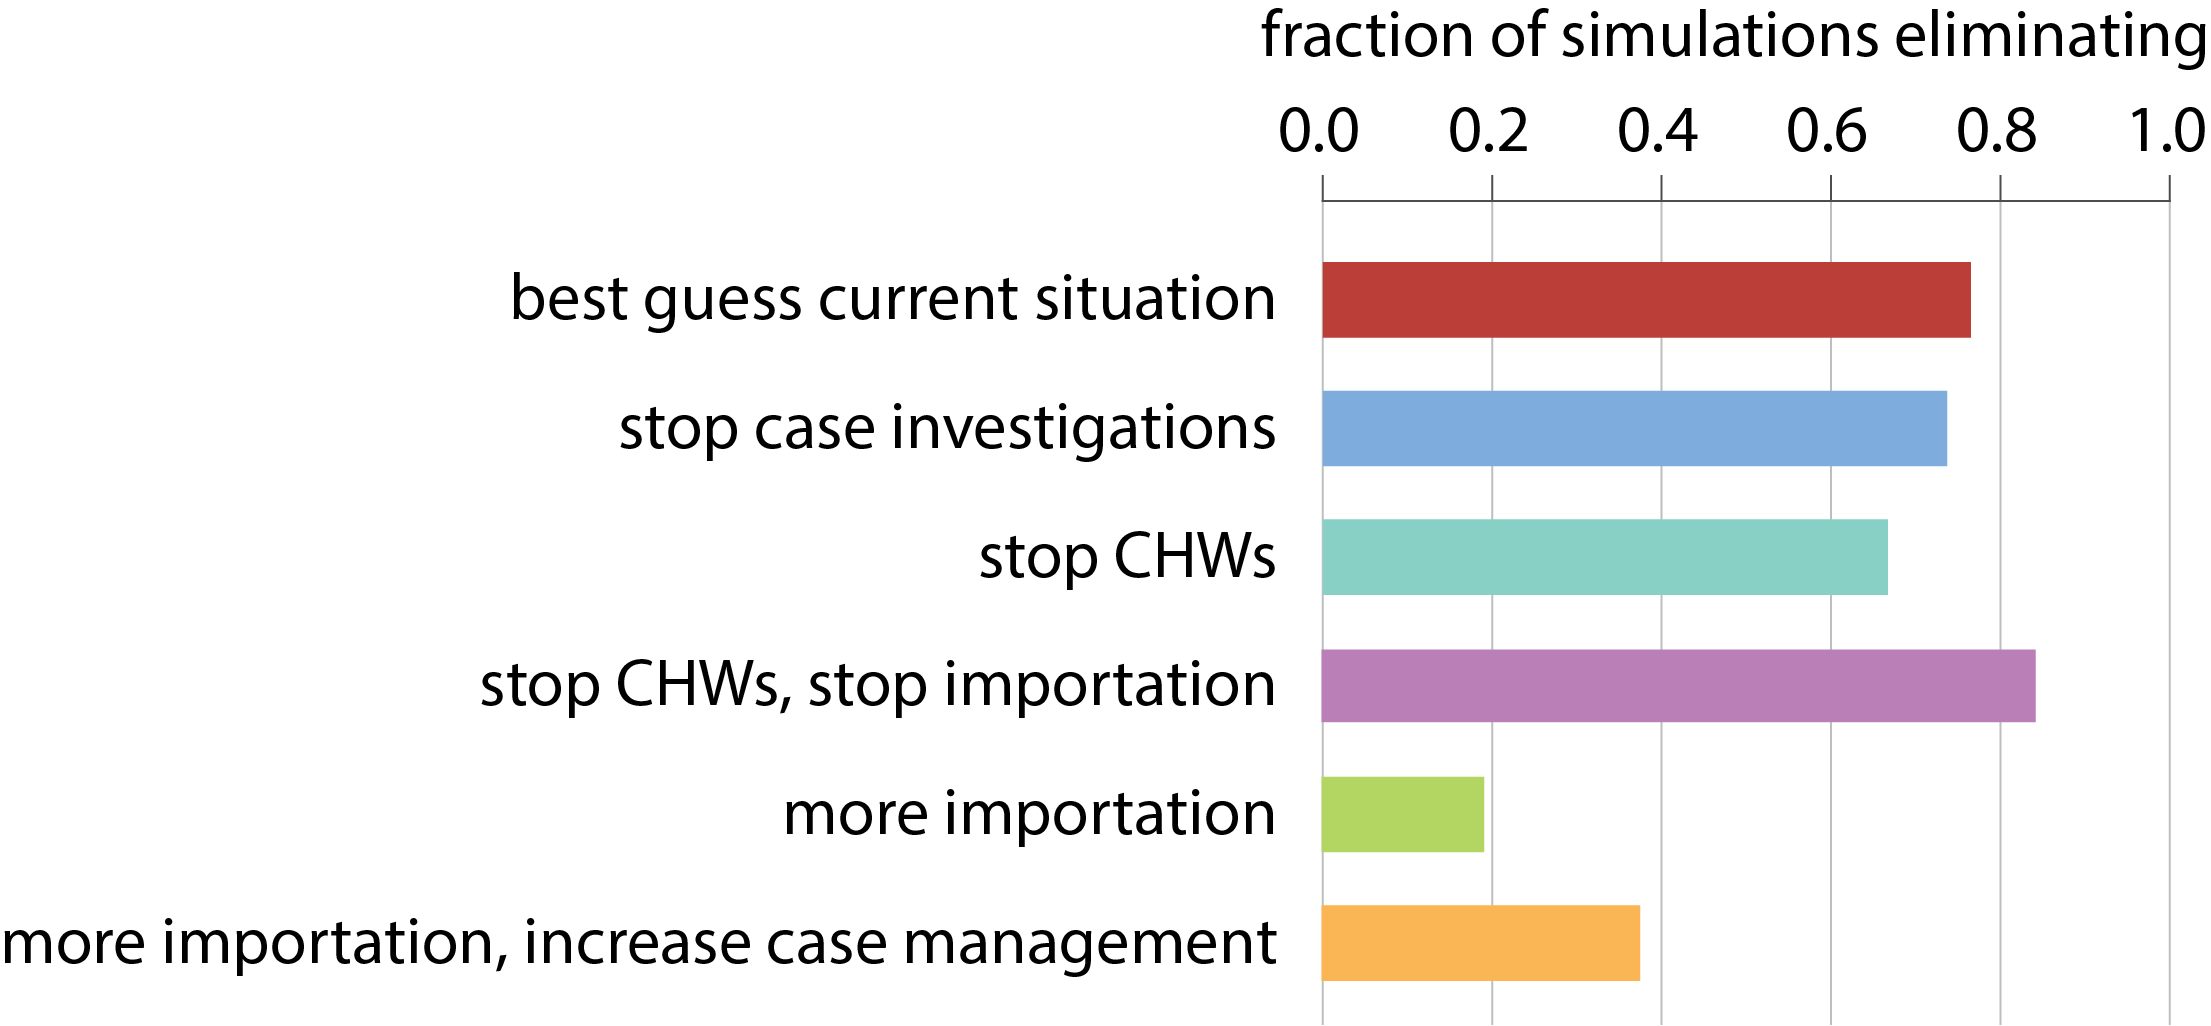 fraction of simulations eliminating
0.0 0.2 0.4 0.6 0.8 1.0
best guess current situation
stop case investigations
stop CHWs
stop CHWs, stop importation
more importation
more importation, increase case management